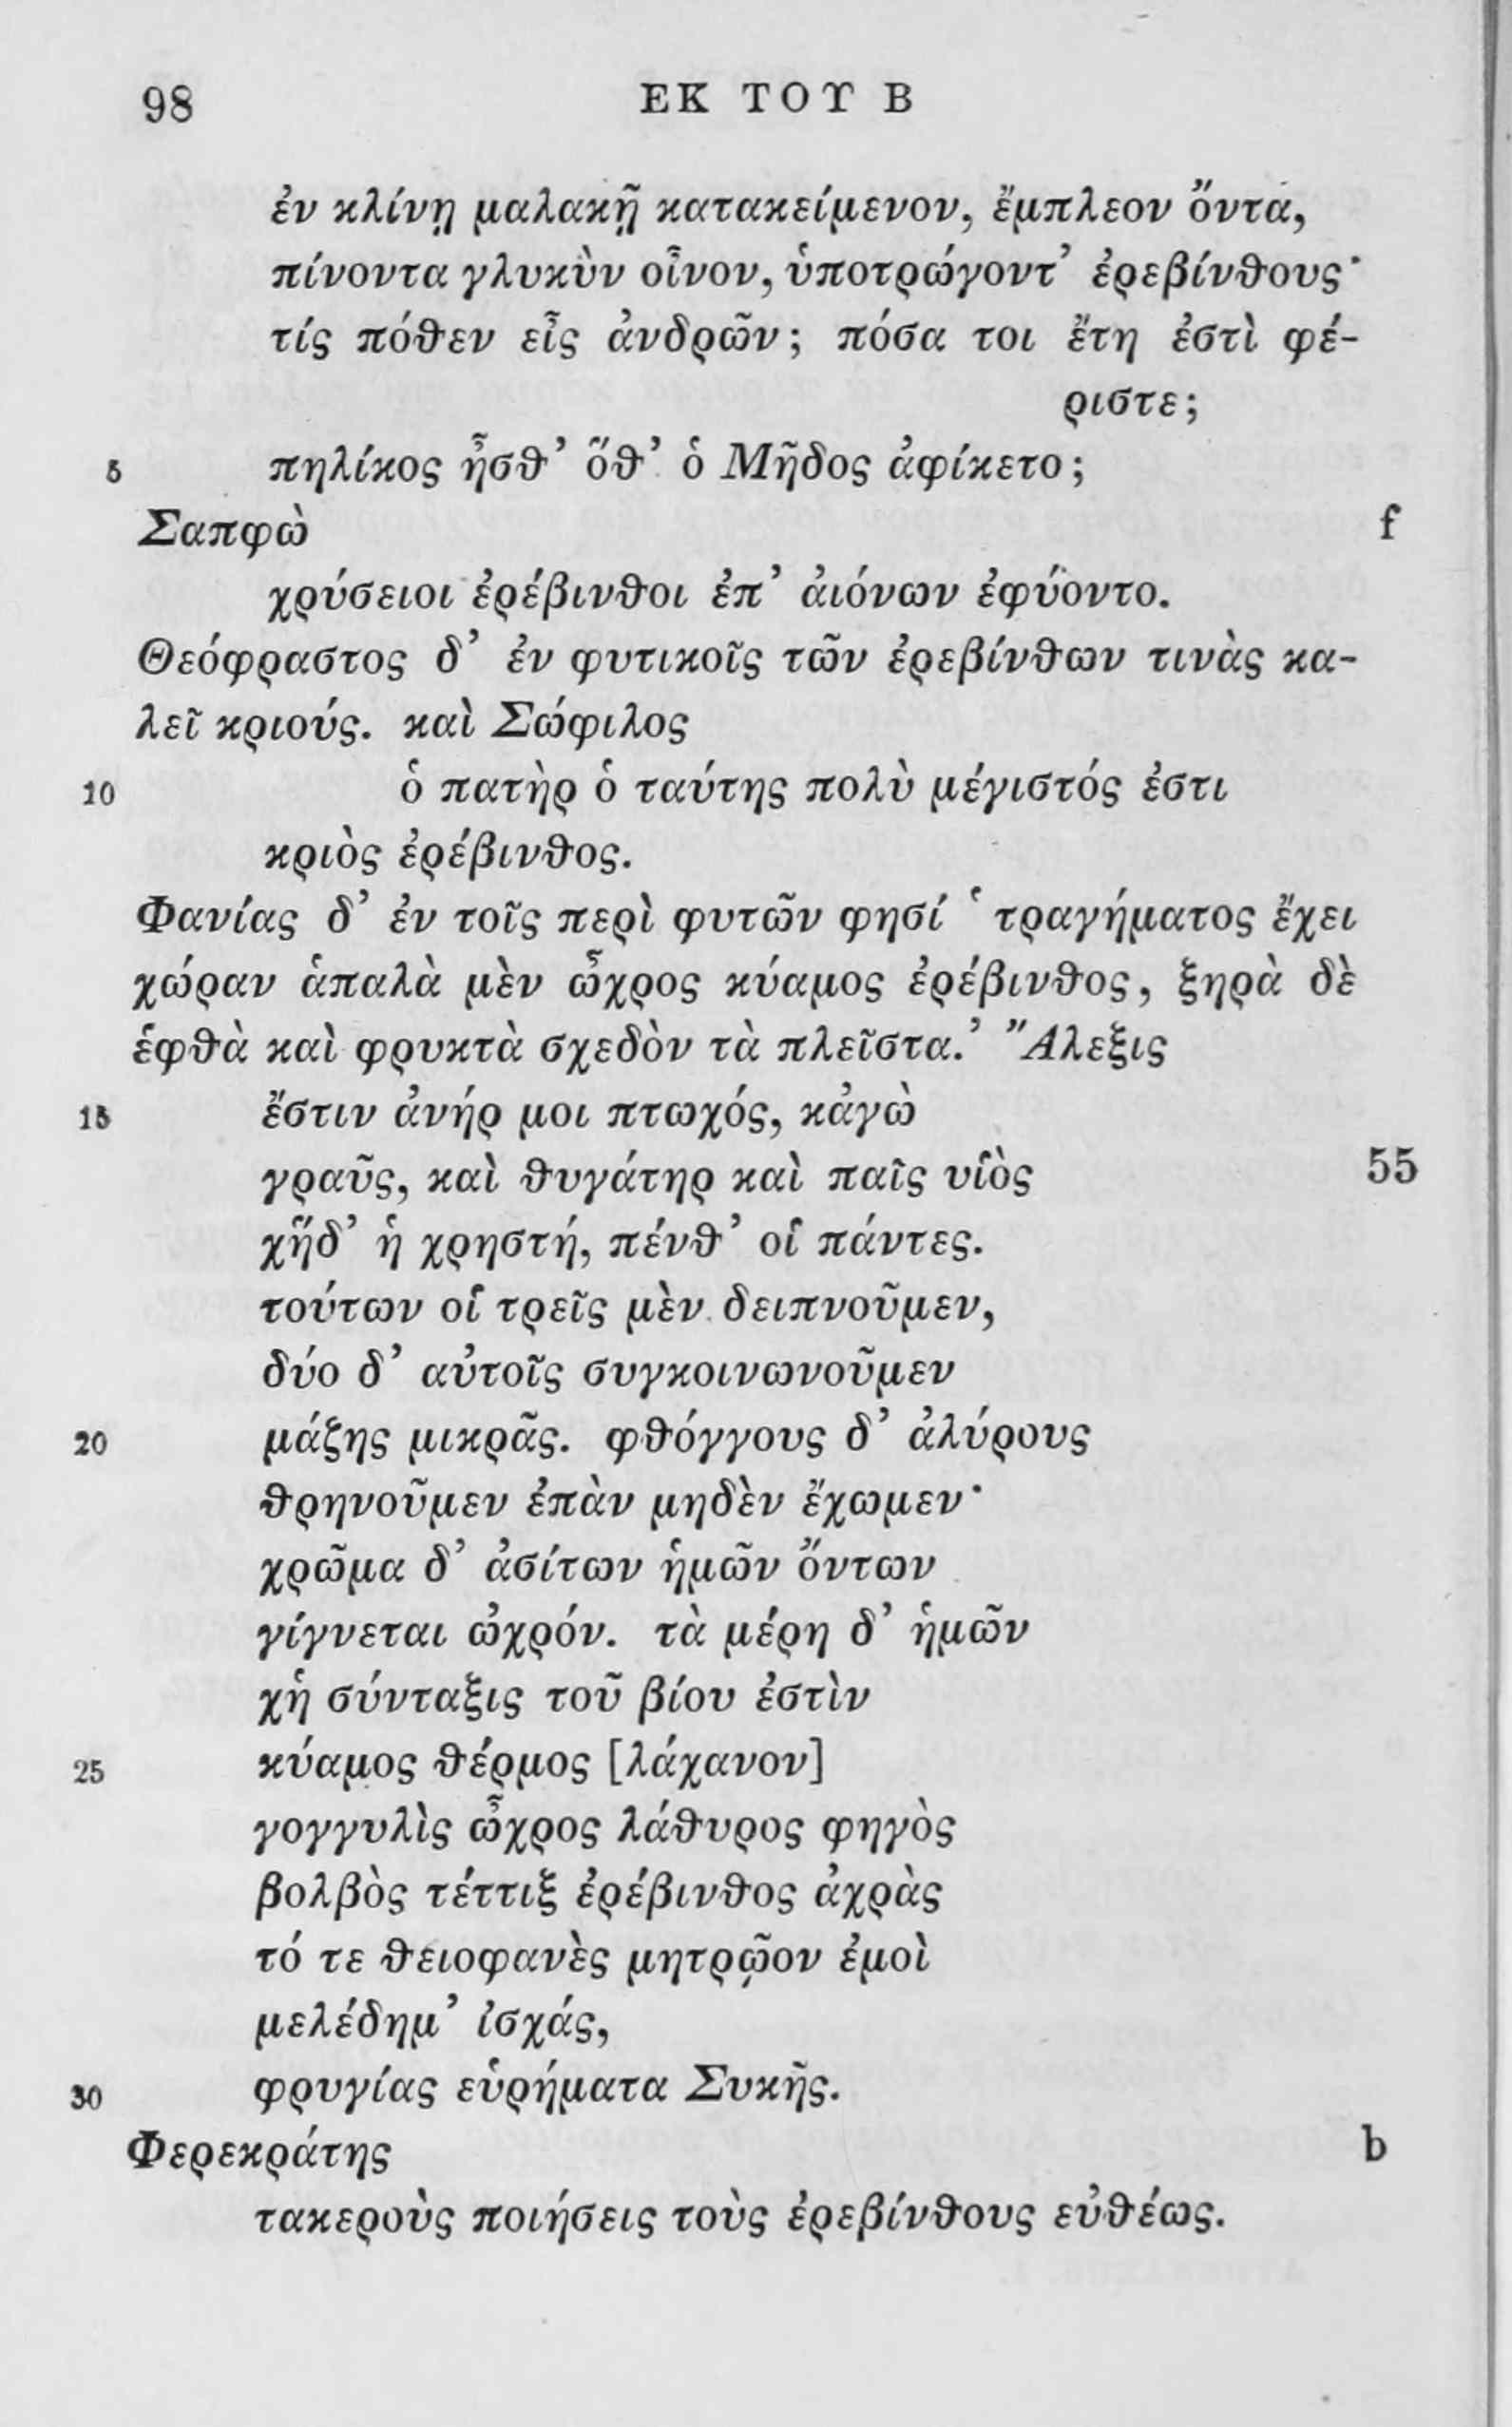 98 ΕΚ ΤΟΥ Β
ἐν κλίνῃ μαλακῇ κατακείμενον, ἔμπλεον ὄντα,
πίνοντα γλυκὺν οἶνον, ὑποτρώγοντ’ ἐρεβίνθους·
τίς πόθεν εἶς ἀνδρῶν; πόσα τοι ἔτη ἐστὶ φέ-
ριστε;
5 πηλίκος ἦσθ’ ὅθ’ ὁ Μῆδος ἀφίκετο;
Σαπφὼ f
χρύσειοι ἐρέβινθοι ἐπ’ ἀιόνων ἐφύοντο.
Θεόφραστος δ’ ἐν φυτικοῖς τῶν ἐρεβίνθων τινὰς κα-
λεῖ κριούς. καὶ Σώφιλος
10 ὁ πατὴρ ὁ ταύτης πολὺ μέγιστός ἐστι
κριὸς ἐρέβινθος.
Φανίας δ’ ἐν τοῖς περὶ φυτῶν φησί ‘ τραγήματος ἔχει
χώραν ἁπαλὰ μὲν ὦχρος κύαμος ἐρέβινθος, ξηρὰ δὲ
ἑφθὰ καὶ φρυκτὰ σχεδὸν τὰ πλεῖστα.’ Ἄλεξις
15 ἔστιν ἀνήρ μοι πτωχός, κἀγὼ
γραῦς, καὶ θυγάτηρ καὶ παῖς υἱὸς 55
χἤδ’ ἡ χρηστή, πένθ’ οἱ πάντες.
τούτων οἱ τρεῖς μὲν δειπνοῦμεν,
δύο δ’ αὐτοῖς συγκοινωνοῦμεν
20 μάζης μικρᾶς. φθόγγους δ’ ἀλύρους
θρηνοῦμεν ἐπὰν μηδὲν ἔχωμεν·
χρῶμα δ’ ἀσίτων ἡμῶν ὄντων
γίγνεται ὠχρόν. τὰ μέρη δ’ ἡμῶν
χἡ σύνταξις τοῦ βίου ἐστὶν
25 κύαμος θέρμος [λάχανον]
γογγυλὶς ὦχρος λάθυρος φηγὸς
βολβὸς τέττιξ ἐρέβινθος ἀχρὰς
τό τε θειοφανὲς μητρῷον ἐμοὶ
μελέδημ’ ἰσχάς,
30 φρυγίας εὑρήματα Συκῆς.
Φερεκράτης b
τακεροὺς ποιήσεις τοὺς ἐρεβίνθους εὐθέως.